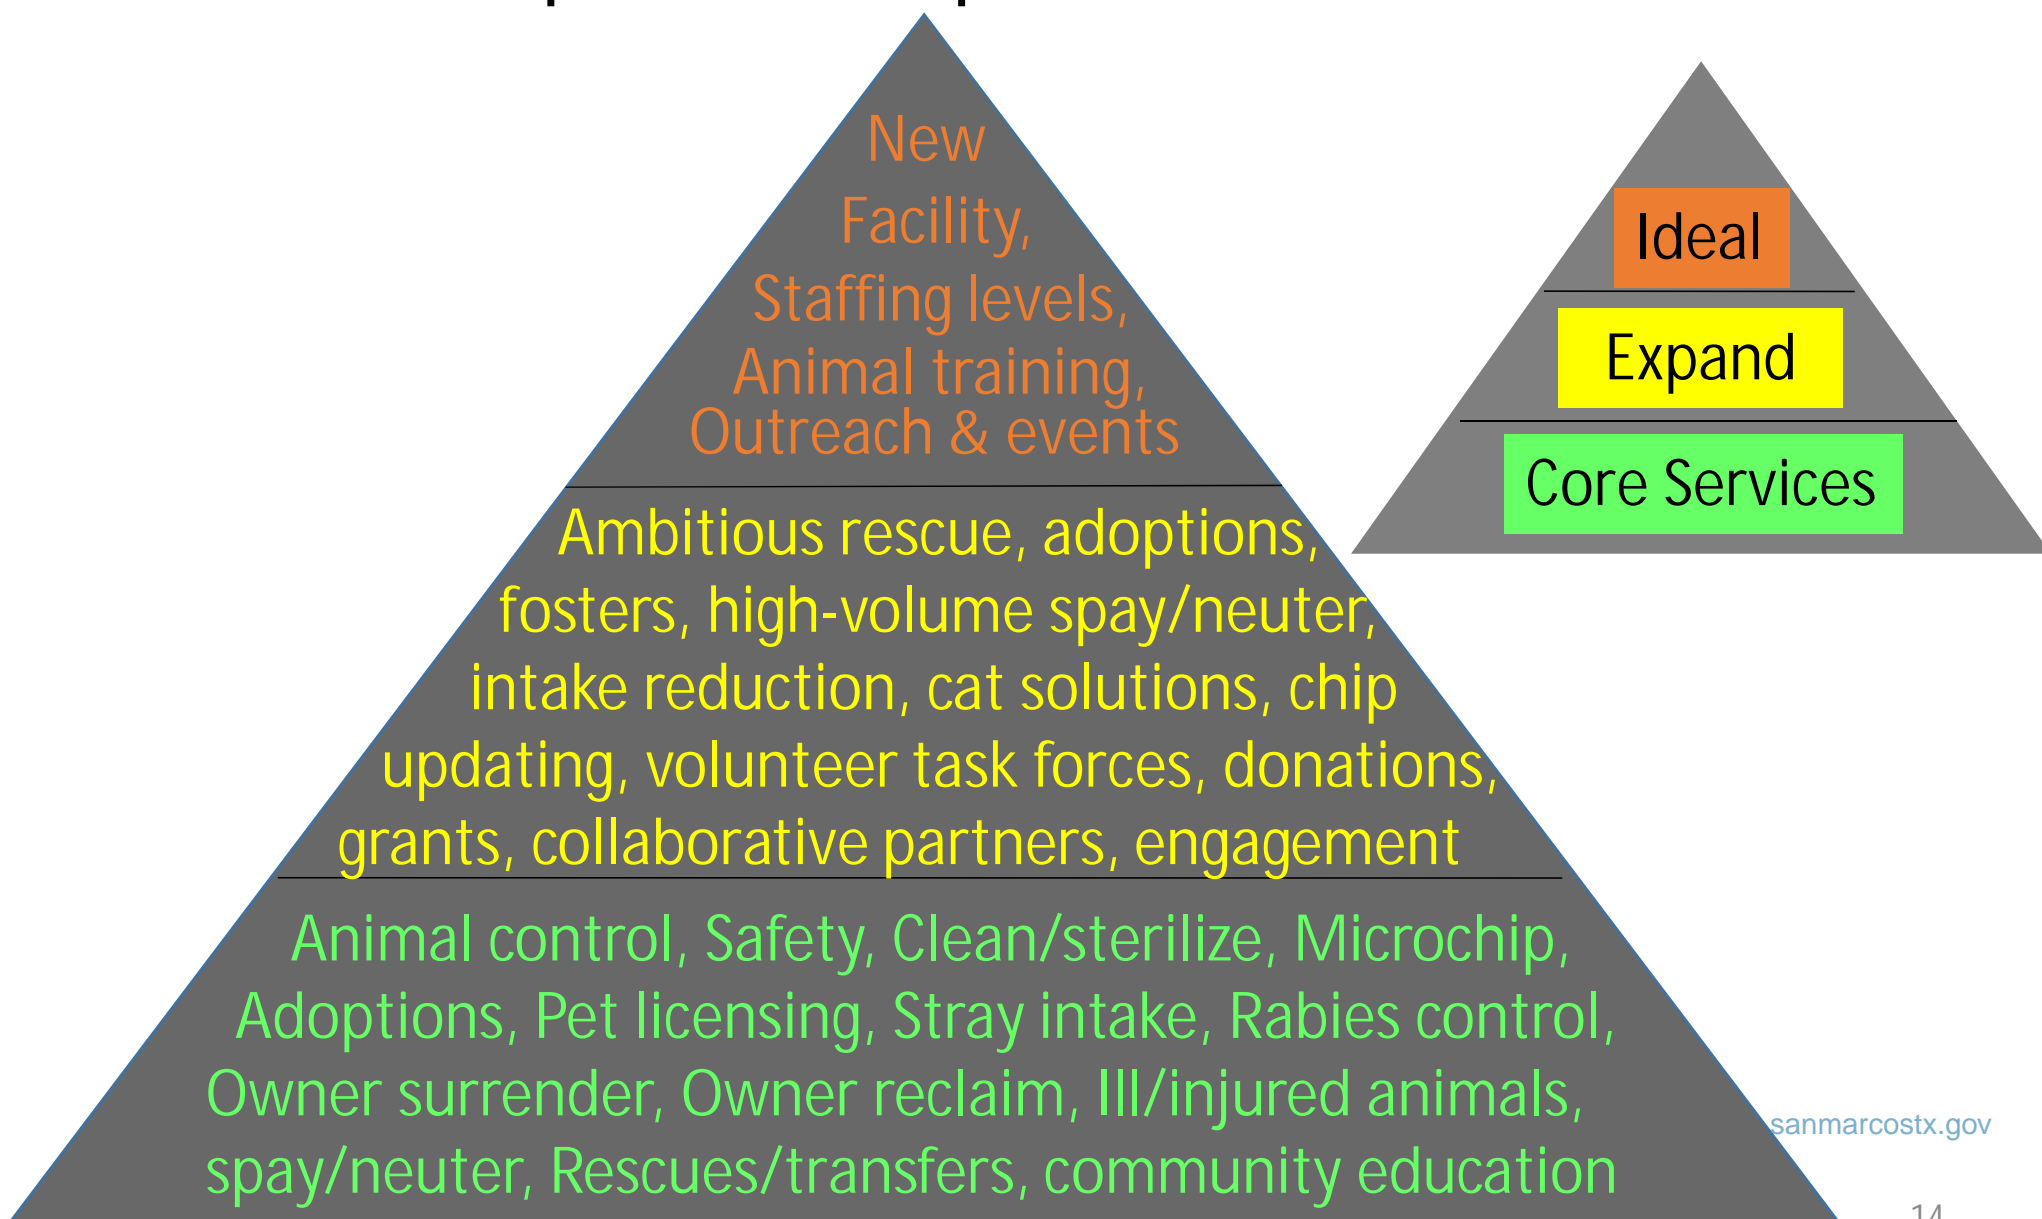 New
Facility,
Staffing levels,
Animal training,
Outreach & events
Ambitious rescue, adoptions,
fosters, high-volume spay/neuter,
intake reduction, cat solutions, chip
updating, volunteer task forces, donations,
grants, collaborative partners, engagement
Animal control, Safety, Clean/sterilize, Microchip,
Adoptions, Pet licensing, Stray intake, Rabies control,
Owner surrender, Owner reclaim, Ill/injured animals,
spay/neuter, Rescues/transfers, community education
Ideal
Expand
Core Services
sanmarcostx.gov
14